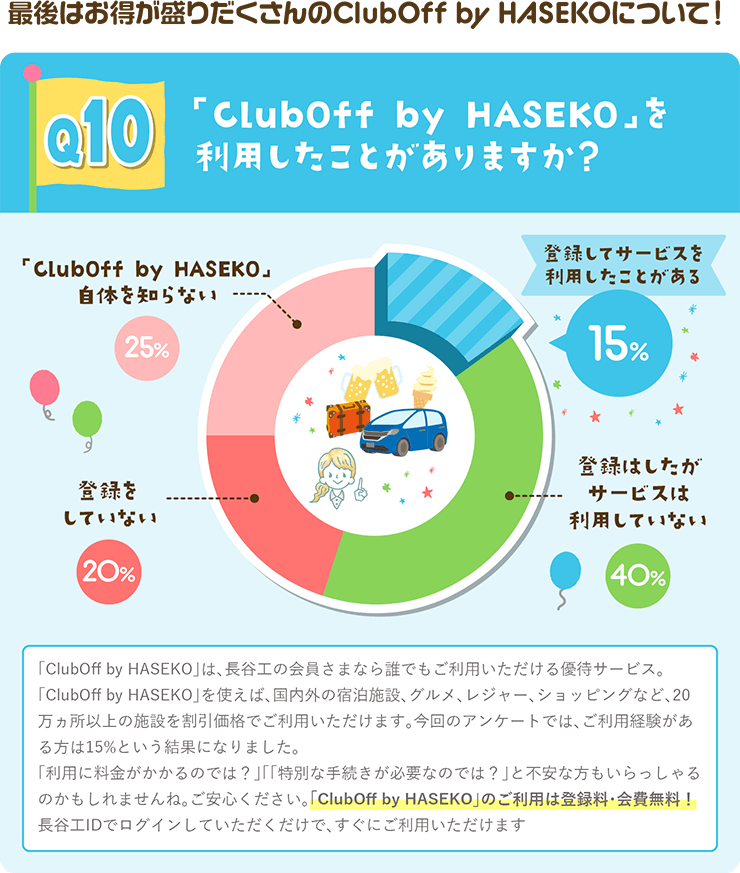 最後はお得が盛りだくさんのClubOff by HASEKOについて！
Q10
「ClubOff by HASEKO」を
利用したことがありますか？
登録してサービスを
利用したことがある
15%
「ClubOff by HASEKO」
自体を知らない
25%
登録はしたが
サービスは
利用していない
40%
登録を
していない
20%
「ClubOff by HASEKO」は、長谷工の会員さまなら誰でもご利用いただける優待サービス。
「ClubOff by HASEKO」を使えば、国内外の宿泊施設、グルメ、レジャー、ショッピングなど、20
万ヵ所以上の施設を割引価格でご利用いただけます。今回のアンケートでは、ご利用経験があ
る方は15%という結果になりました。
「利用に料金がかかるのでは？」「「特別な手続きが必要なのでは？」と不安な方もいらっしゃる
のかもしれませんね。ご安心ください。「ClubOff by HASEKO」のご利用は登録料・会費無料！
長谷工IDでログインしていただくだけで、すぐにご利用いただけます